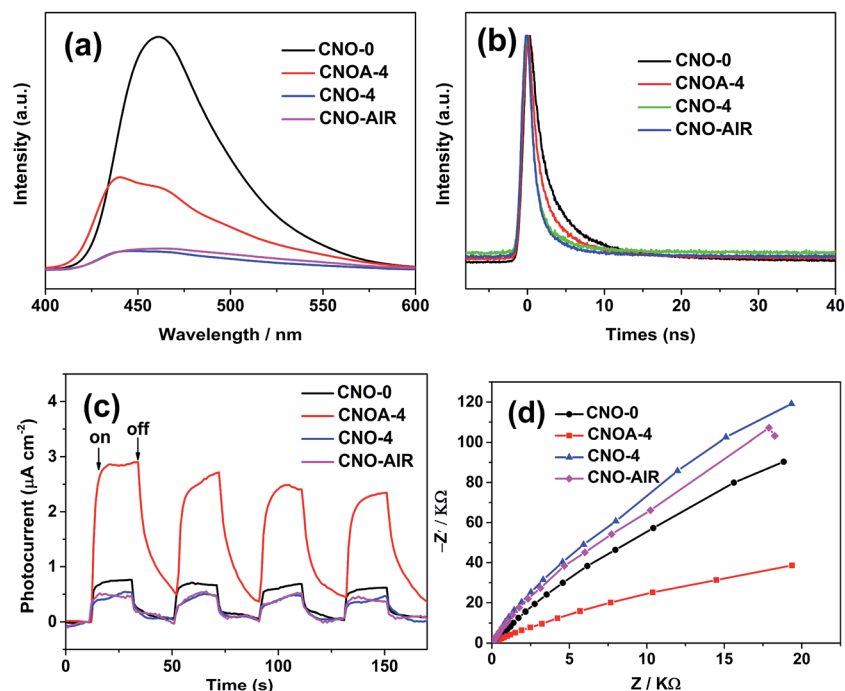 (a)
CNO-0
CNOA-4
CNO-4
CNO-AIR
Intensity (a.u.)
400 450 500 550 600
Wavelength / nm
(b)
CNO-0
CNOA-4
CNO-4
CNO-AIR
Intensity (a.u.)
0 10 20 30 40
Times (ns)
(c)
CNO-0
CNOA-4
CNO-4
CNO-AIR
on off
Photocurrent (μA cm⁻²)
4
3
2
1
0
0 50 100 150
Time (s)
(d)
CNO-0
CNOA-4
CNO-4
CNO-AIR
-Z' / KΩ
120
100
80
60
40
20
0
0 5 10 15 20
Z / KΩ